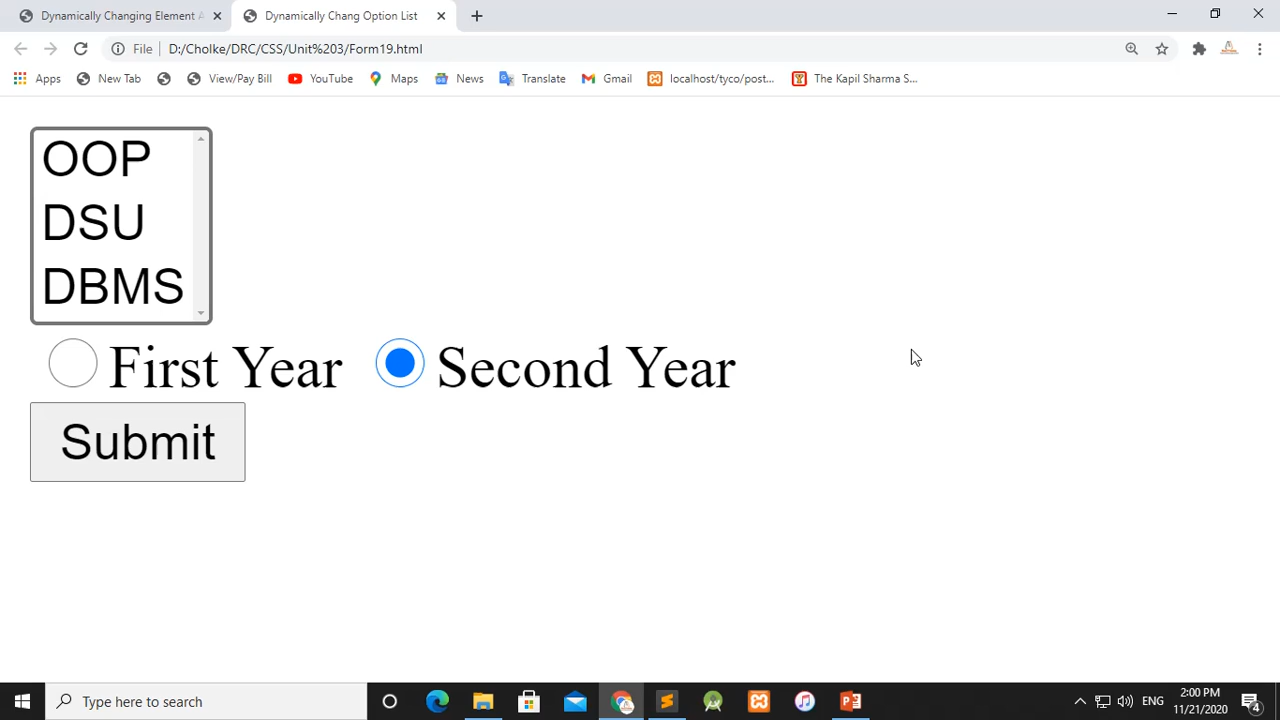 Dynamically Changing Element A
Dynamically Chang Option List
File D:/Cholke/DRC/CSS/Unit%203/Form19.html
Apps New Tab View/Pay Bill YouTube Maps News Translate Gmail localhost/tyco/post... The Kapil Sharma S...
OOP
DSU
DBMS
First Year Second Year
Submit
Type here to search
ENG
2:00 PM
11/21/2020
4